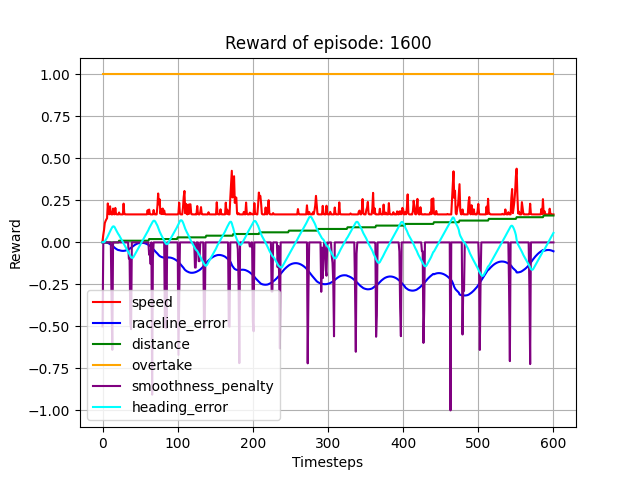 Reward of episode: 1600
1.00
0.75
0.50
0.25
0.00
−0.25
−0.50
−0.75
−1.00
Reward
speed
raceline_error
distance
overtake
smoothness_penalty
heading_error
0 100 200 300 400 500 600
Timesteps